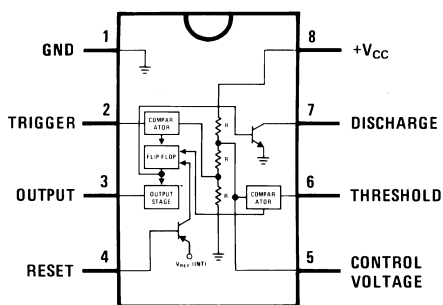 1
GND
8
+VCC
2
TRIGGER
COMPAR
ATOR
R
7
DISCHARGE
FLIP FLOP
R
3
OUTPUT
OUTPUT
STAGE
R
COMPAR
ATOR
6
THRESHOLD
4
RESET
VREF (INT)
5
CONTROL
VOLTAGE